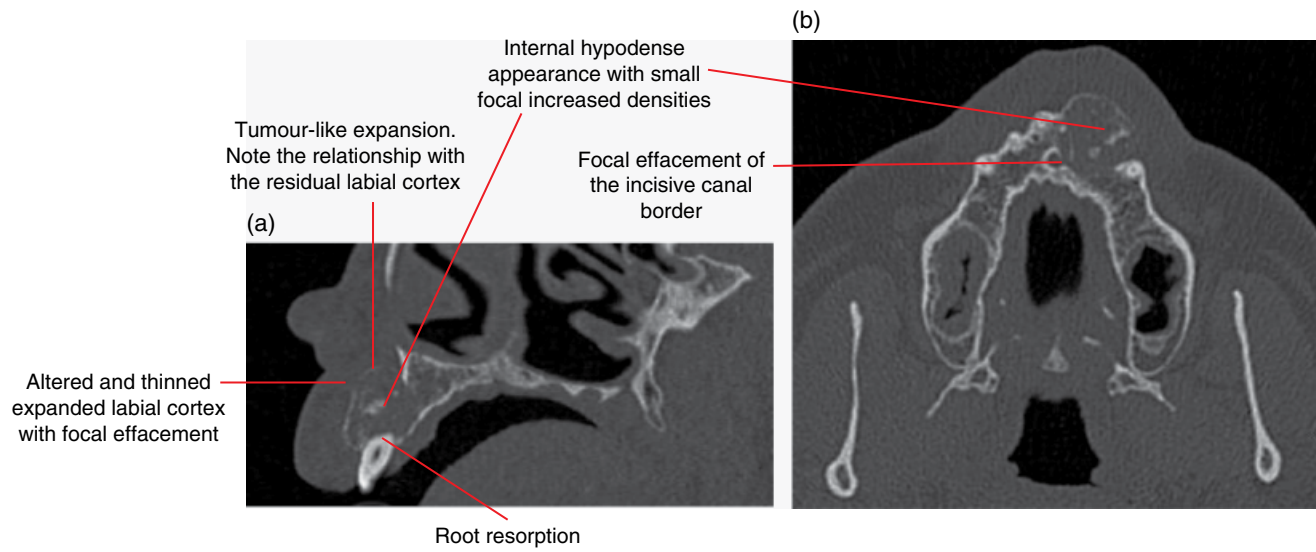 (b)
Internal hypodense
appearance with small
focal increased densities
Tumour-like expansion.
Note the relationship with
the residual labial cortex
Focal effacement of
the incisive canal
border
(a)
Altered and thinned
expanded labial cortex
with focal effacement
Root resorption